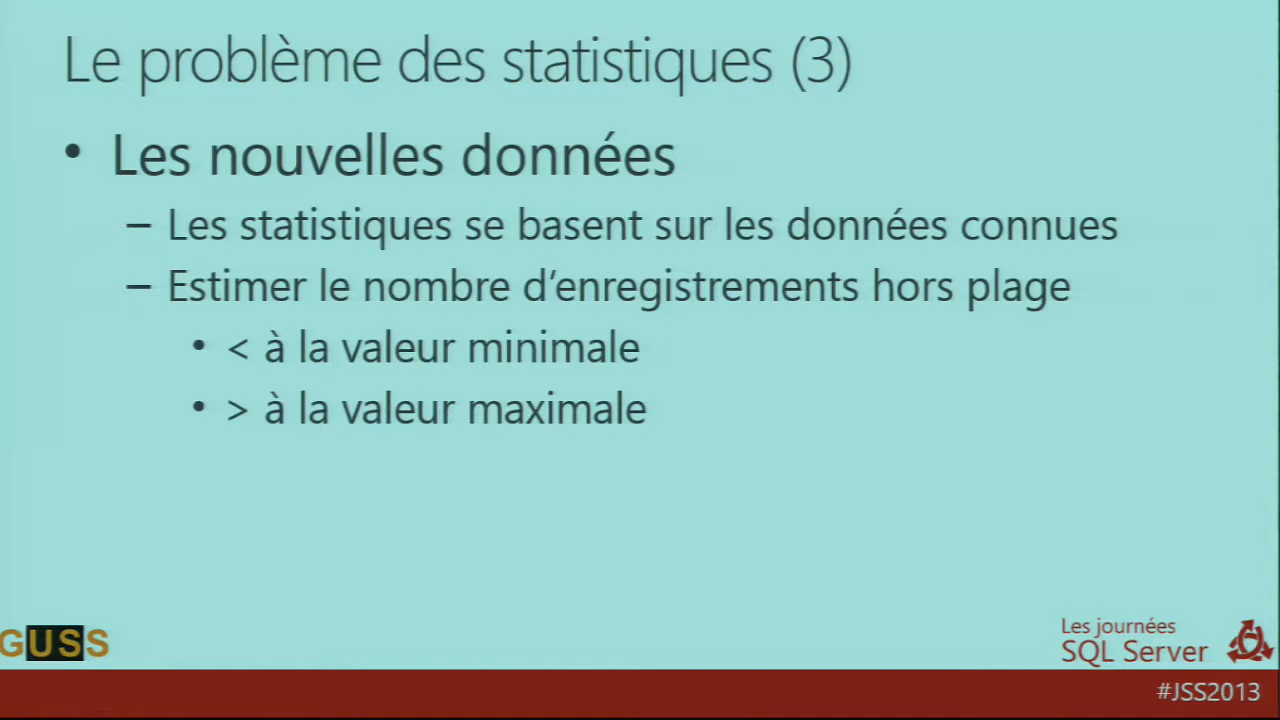 Le problème des statistiques (3)
• Les nouvelles données
– Les statistiques se basent sur les données connues
– Estimer le nombre d’enregistrements hors plage
• < à la valeur minimale
• > à la valeur maximale
GUSS
Les journées
SQL Server
#JSS2013